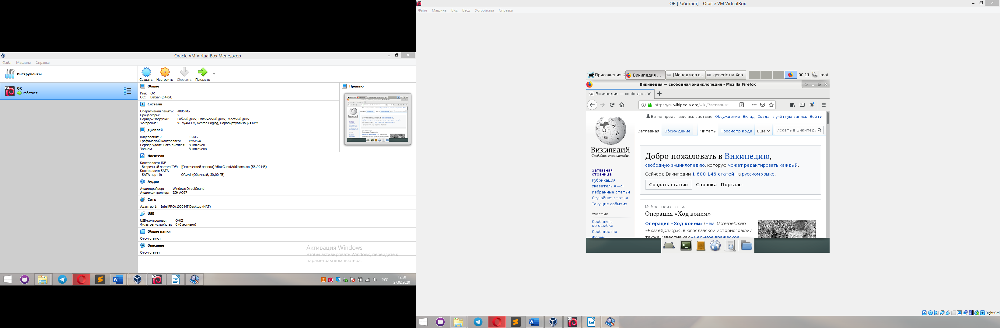 Oracle VM VirtualBox Менеджер
Файл Машина Справка
Инструменты
OR
Работает
Создать Настроить Сбросить Показать
Общие
Имя: OR
ОС: Debian (64-bit)
Система
Оперативная память: 4096 МБ
Процессоры: 2
Порядок загрузки: Гибкий диск, Оптический диск, Жёсткий диск
Ускорение: VT-x/AMD-V, Nested Paging, Паравиртуализация KVM
Дисплей
Видеопамять: 16 МБ
Графический контроллер: VMSVGA
Сервер удалённого дисплея: Выключен
Запись: Выключена
Носители
Контроллер: IDE
Вторичный мастер IDE: [Оптический привод] VBoxGuestAdditions.iso (56,92 МБ)
Контроллер: SATA
SATA порт 0: OR.vdi (Обычный, 30,00 ГБ)
Аудио
Аудиодрайвер: Windows DirectSound
Аудиоконтроллер: ICH AC97
Сеть
Адаптер 1: Intel PRO/1000 MT Desktop (NAT)
USB
USB-контроллер: OHCI
Фильтры устройств: 0 (0 активно)
Общие папки
Отсутствуют
Описание
Отсутствует
Превью
Активация Windows
Чтобы активировать Windows, перейдите к
параметрам компьютера.
РУС
12:50
27.02.2020
OR [Работает] - Oracle VM VirtualBox
Файл Машина Вид Ввод Устройства Справка
Приложения Википедия ... [Менеджер в... generic на Xen 00:11 root
Википедия — свободная энциклопедия - Mozilla Firefox
Википедия — свободна
https://ru.wikipedia.org/wiki/Заглавна
Вы не представились системе Обсуждение Вклад Создать учётную запись Войти
Заглавная Обсуждение Читать Просмотр кода Ещё Искать в Википеди
ВИКИПЕДИЯ
Свободная энциклопедия
Заглавная
страница
Рубрикация
Указатель А — Я
Избранные статьи
Случайная статья
Текущие события
Участие
Сообщить
об ошибке
Сообщество
Форум
Добро пожаловать в Википедию,
свободную энциклопедию, которую может редактировать каждый.
Сейчас в Википедии 1 600 146 статей на русском языке.
Создать статью Справка Порталы
Избранная статья
Операция «Ход конём»
Операция «Ход конём» (нем. Unternehmen
«Rösselsprung»), в югославской историографии
также известна как «Седьмое вражеское
Right Ctrl